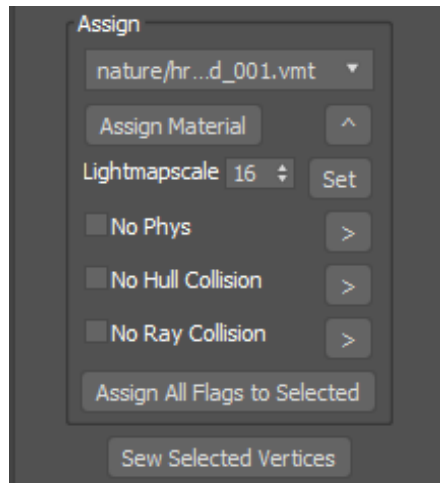 Assign
nature/hr...d_001.vmt
Assign Material ^
Lightmapscale 16 Set
No Phys >
No Hull Collision >
No Ray Collision >
Assign All Flags to Selected
Sew Selected Vertices